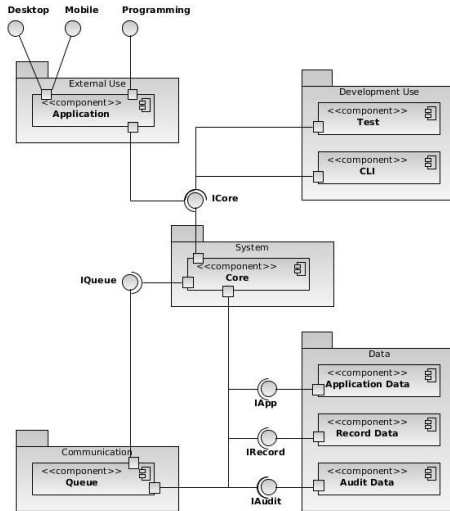 Desktop
Mobile
Programming
External Use
<<component>>
Application
Development Use
<<component>>
Test
<<component>>
CLI
ICore
System
<<component>>
Core
IQueue
Data
<<component>>
Application Data
IApp
<<component>>
Record Data
IRecord
Communication
<<component>>
Queue
<<component>>
Audit Data
IAudit